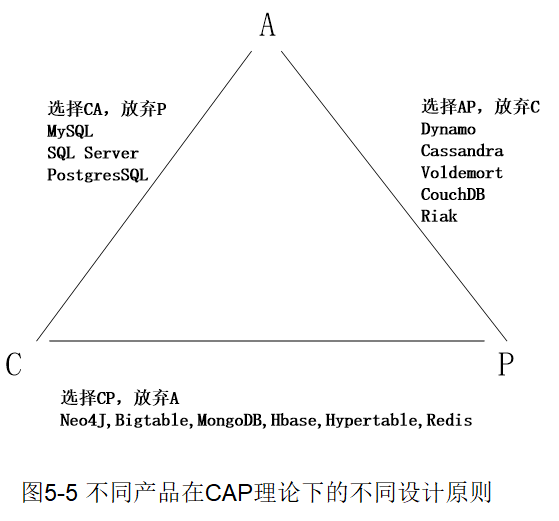 A
选择CA，放弃P
MySQL
SQL Server
PostgresSQL
选择AP，放弃C
Dynamo
Cassandra
Voldemort
CouchDB
Riak
C
P
选择CP，放弃A
Neo4J,Bigtable,MongoDB,Hbase,Hypertable,Redis
图5-5 不同产品在CAP理论下的不同设计原则